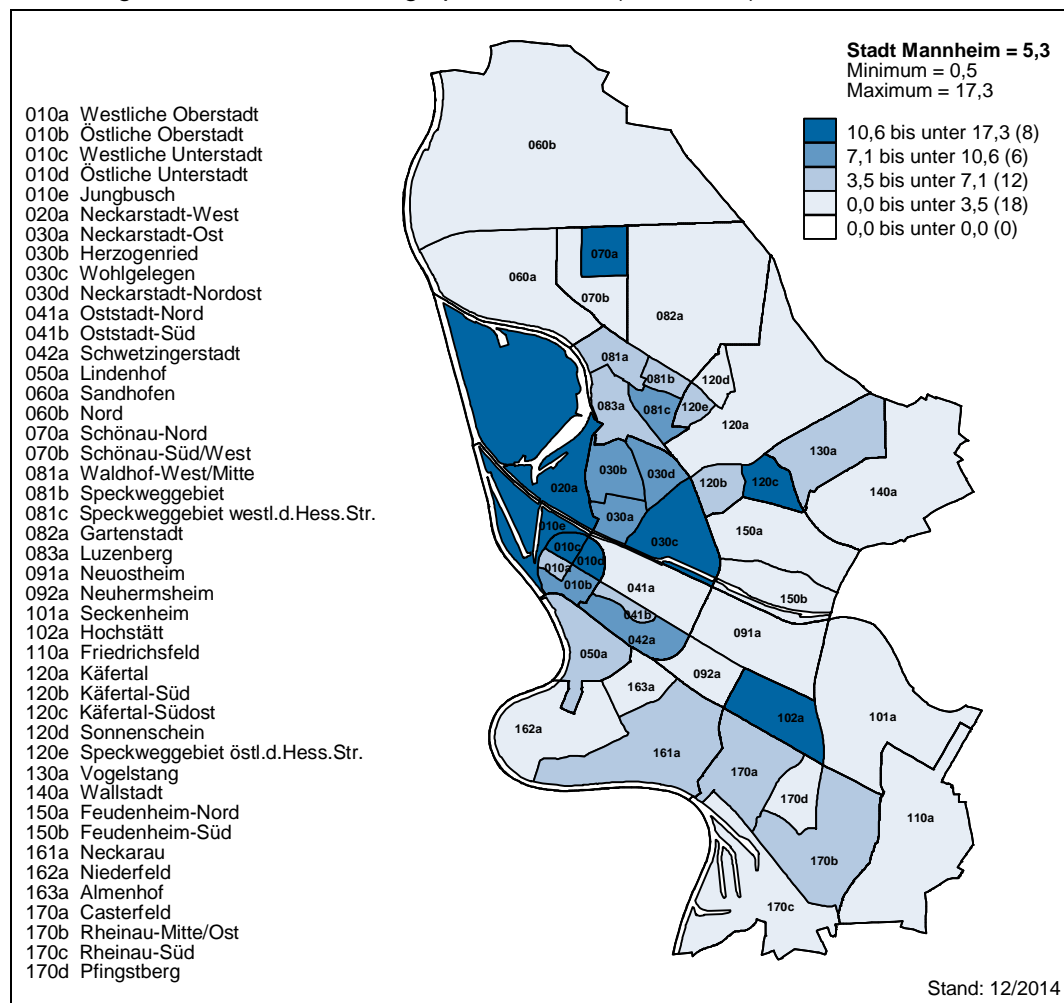 Stadt Mannheim = 5,3
Minimum = 0,5
Maximum = 17,3
10,6 bis unter 17,3 (8)
7,1 bis unter 10,6 (6)
3,5 bis unter 7,1 (12)
0,0 bis unter 3,5 (18)
0,0 bis unter 0,0 (0)
010a Westliche Oberstadt
010b Östliche Oberstadt
010c Westliche Unterstadt
010d Östliche Unterstadt
010e Jungbusch
020a Neckarstadt-West
030a Neckarstadt-Ost
030b Herzogenried
030c Wohlgelegen
030d Neckarstadt-Nordost
041a Oststadt-Nord
041b Oststadt-Süd
042a Schwetzingerstadt
050a Lindenhof
060a Sandhofen
060b Nord
070a Schönau-Nord
070b Schönau-Süd/West
081a Waldhof-West/Mitte
081b Speckweggebiet
081c Speckweggebiet westl.d.Hess.Str.
082a Gartenstadt
083a Luzenberg
091a Neuostheim
092a Neuhermsheim
101a Seckenheim
102a Hochstätt
110a Friedrichsfeld
120a Käfertal
120b Käfertal-Süd
120c Käfertal-Südost
120d Sonnenschein
120e Speckweggebiet östl.d.Hess.Str.
130a Vogelstang
140a Wallstadt
150a Feudenheim-Nord
150b Feudenheim-Süd
161a Neckarau
162a Niederfeld
163a Almenhof
170a Casterfeld
170b Rheinau-Mitte/Ost
170c Rheinau-Süd
170d Pfingstberg
060b
070a
060a
070b
082a
081a
081b
120d
083a
081c
120e
120a
130a
030b
030d
120b
120c
020a
140a
030a
010e
030c
150a
010c
010a
010d
010b
041a
150b
041b
042a
091a
050a
092a
163a
102a
101a
162a
161a
170a
170d
110a
170b
170c
Stand: 12/2014